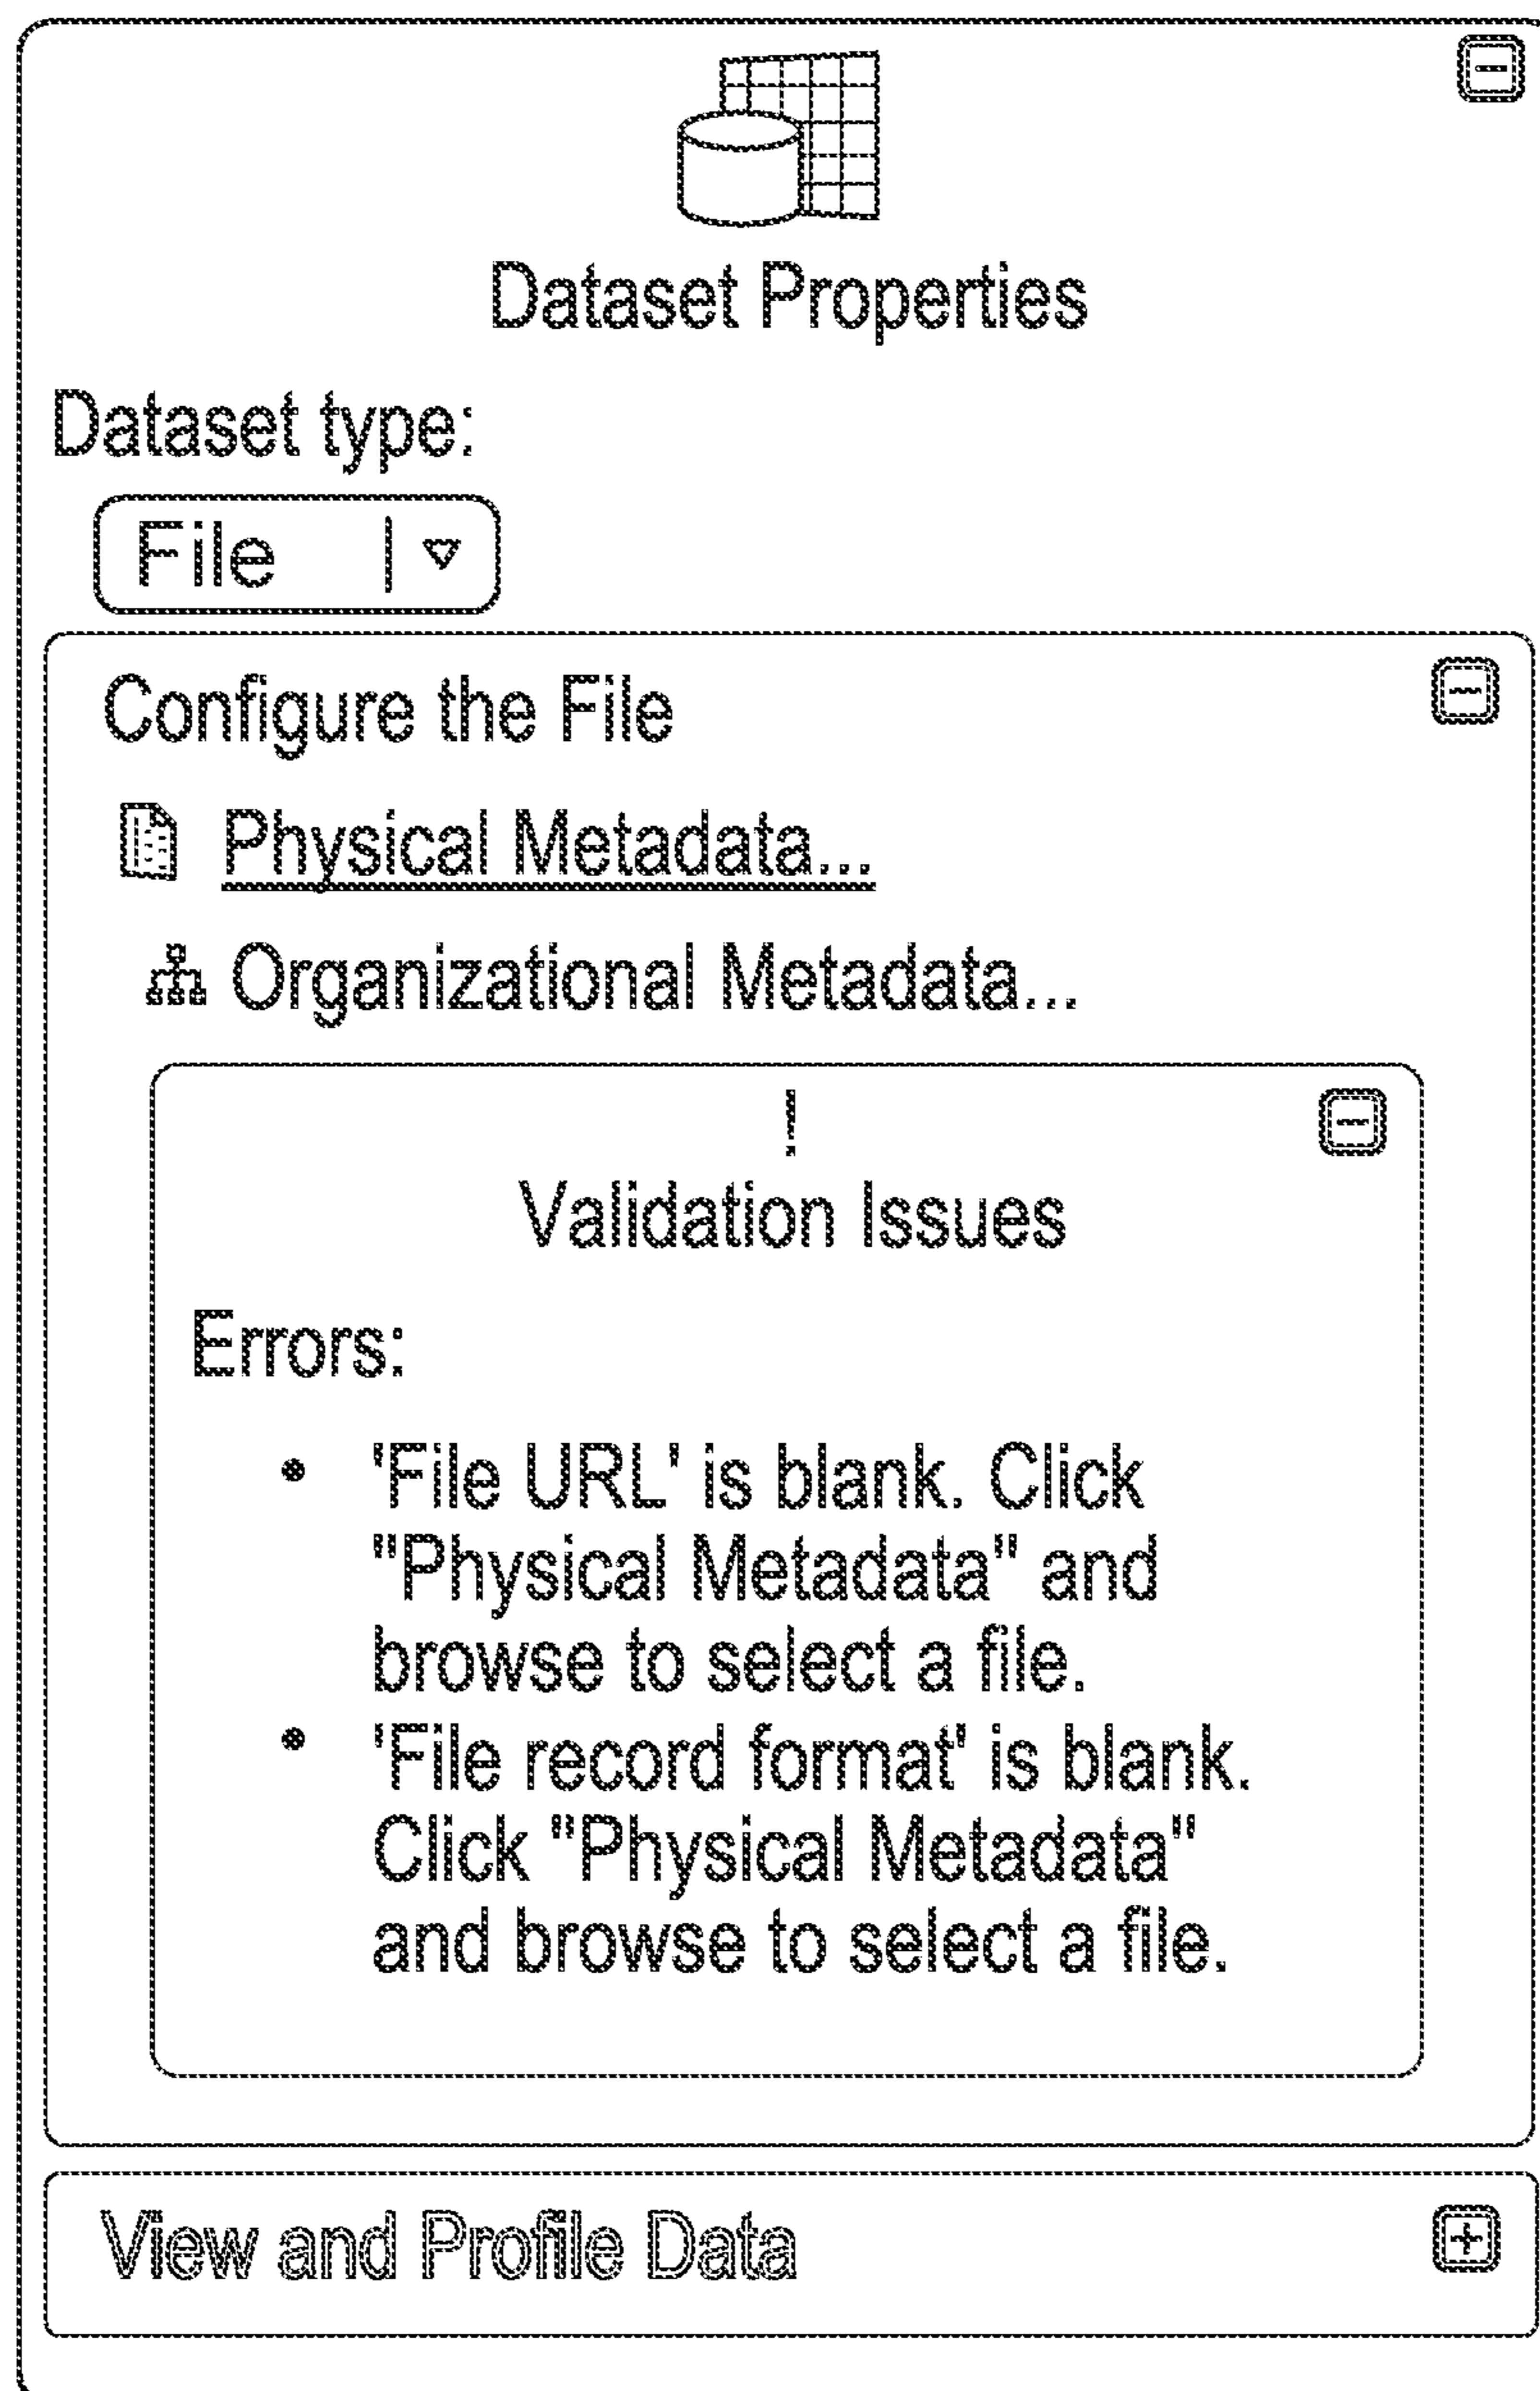 Dataset Properties
Dataset type:
File
Configure the File
Physical Metadata...
Organizational Metadata...
!
Validation Issues
Errors:
• 'File URL' is blank. Click
"Physical Metadata" and
browse to select a file.
• 'File record format' is blank.
Click "Physical Metadata"
and browse to select a file.
View and Profile Data